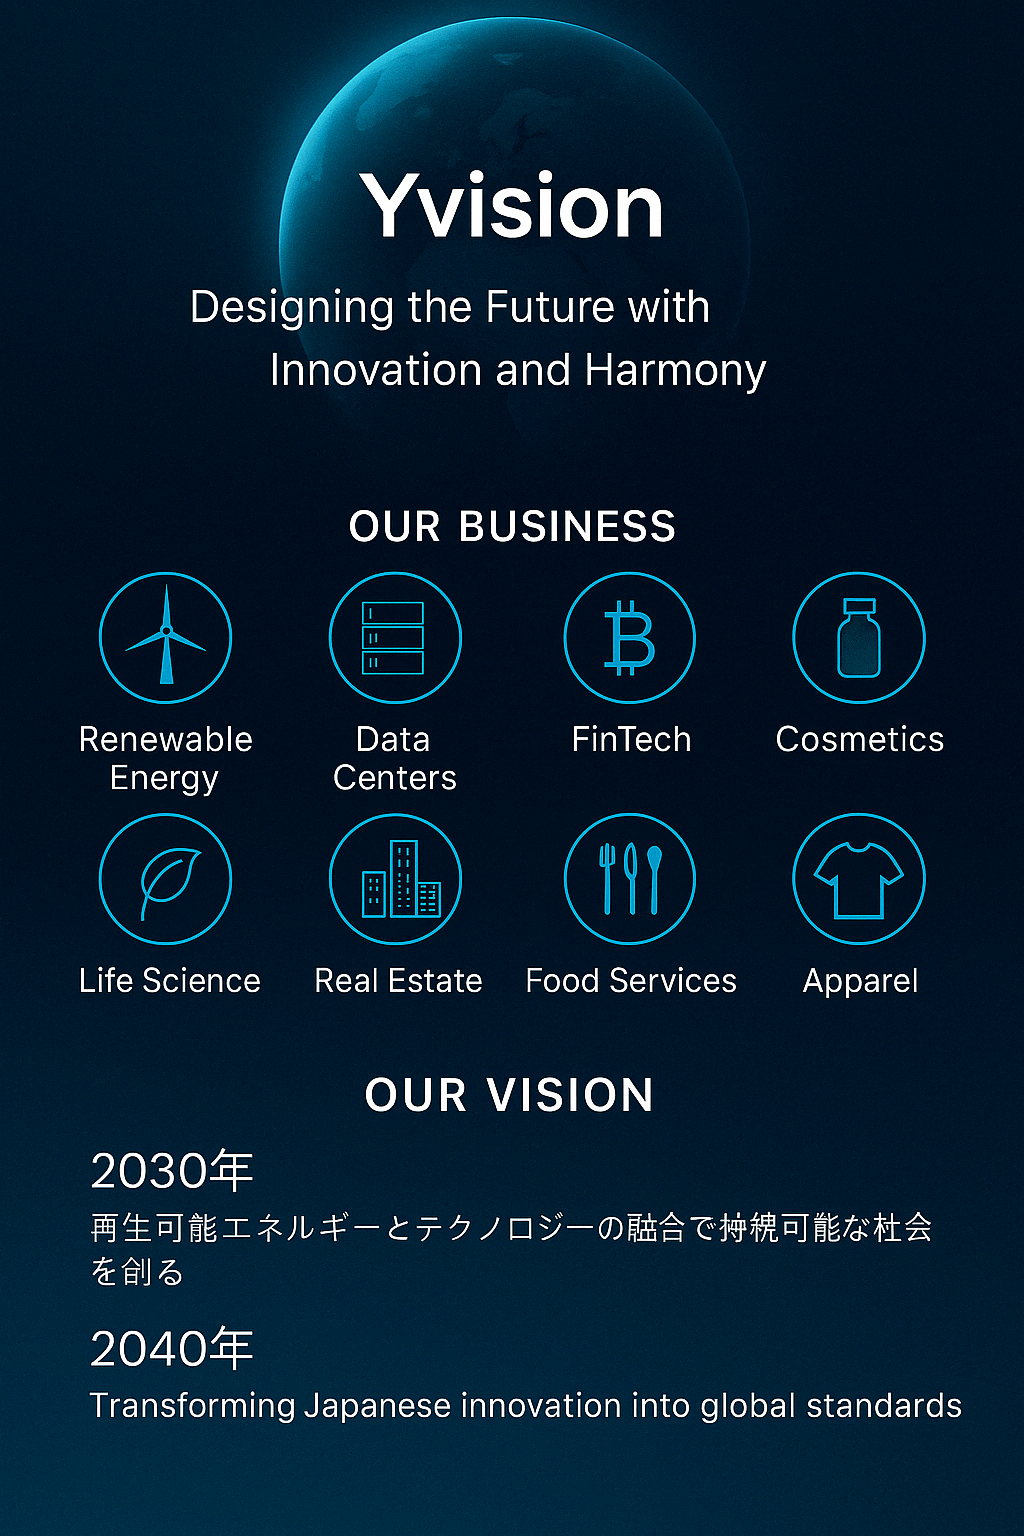 Yvision
Designing the Future with
Innovation and Harmony
OUR BUSINESS
Renewable
Energy
Data
Centers
FinTech
Cosmetics
Life Science
Real Estate
Food Services
Apparel
OUR VISION
2030年
再生可能エネルギーとテクノロジーの融合で持続可能な社会
を創る
2040年
Transforming Japanese innovation into global standards